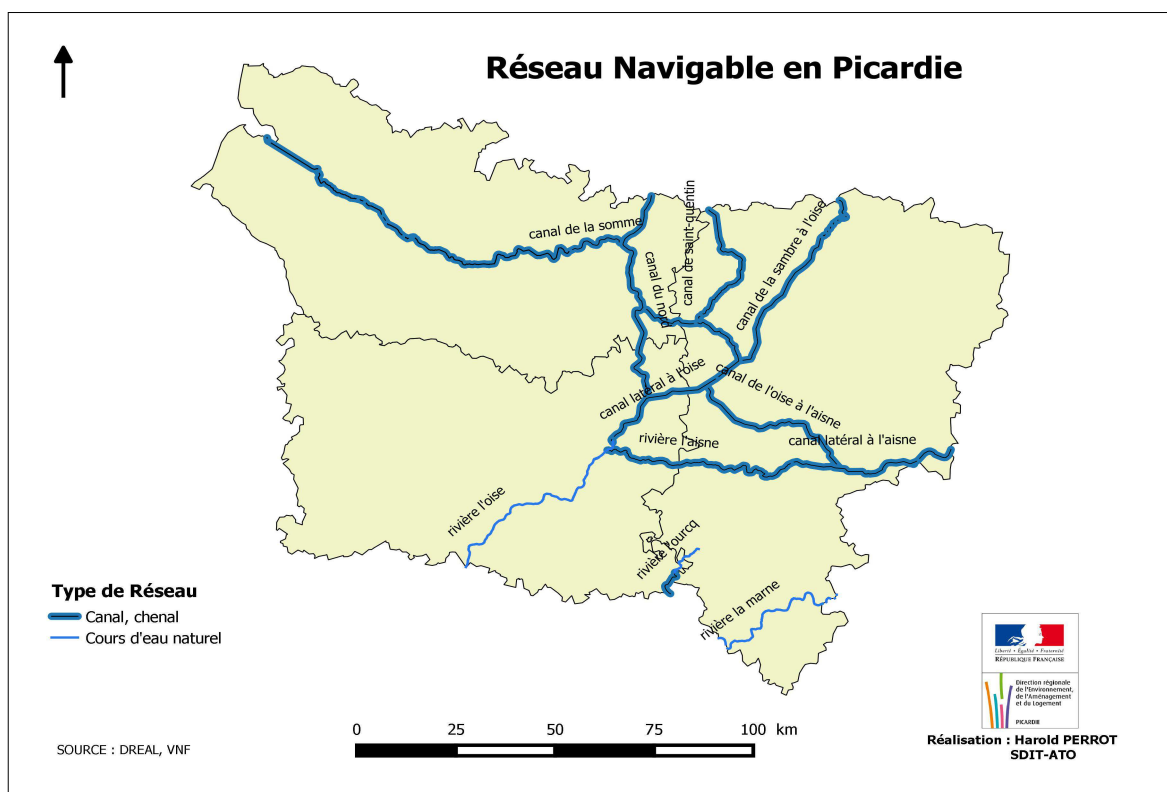 Réseau Navigable en Picardie
canal de la somme
canal de saint-quentin
canal du nord
canal de la sambre à l'oise
canal latéral à l'oise
canal de l'oise à l'aisne
rivière l'aisne
canal latéral à l'aisne
rivière l'oise
rivière l'ourcq
rivière la marne
Type de Réseau
Canal, chenal
Cours d'eau naturel
0 25 50 75 100 km
SOURCE : DREAL, VNF
Liberté • Égalité • Fraternité
RÉPUBLIQUE FRANÇAISE
Direction régionale
de l'Environnement,
de l'Aménagement
et du Logement
PICARDIE
Réalisation : Harold PERROT
SDIT-ATO